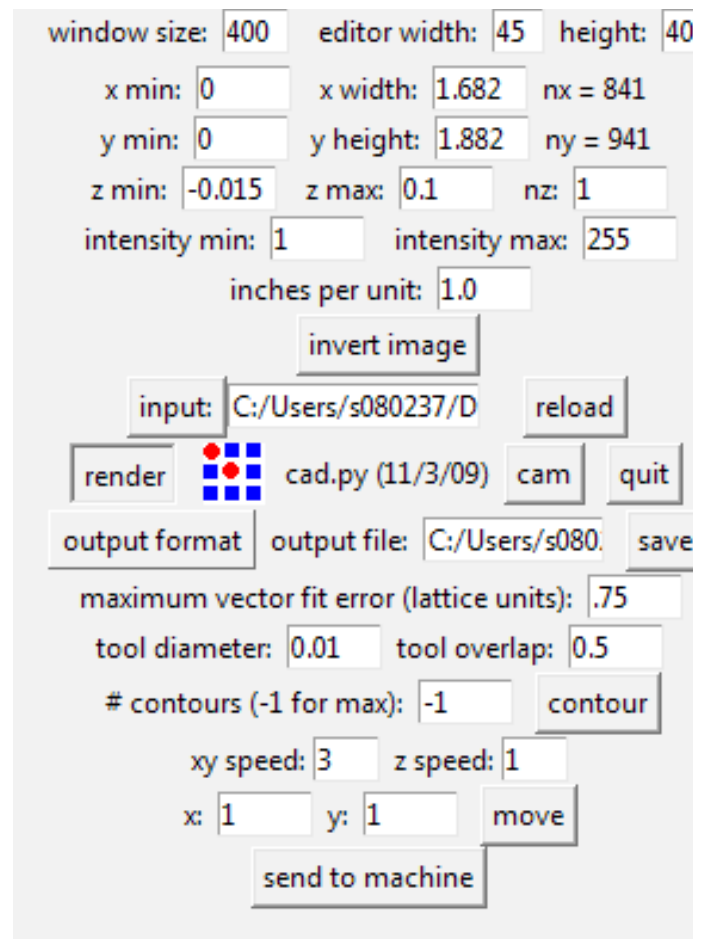 window size: 400 editor width: 45 height: 40
x min: 0 x width: 1.682 nx = 841
y min: 0 y height: 1.882 ny = 941
z min: -0.015 z max: 0.1 nz: 1
intensity min: 1 intensity max: 255
inches per unit: 1.0
invert image
input: C:/Users/s080237/D reload
render cad.py (11/3/09) cam quit
output format output file: C:/Users/s080. save
maximum vector fit error (lattice units): .75
tool diameter: 0.01 tool overlap: 0.5
# contours (-1 for max): -1 contour
xy speed: 3 z speed: 1
x: 1 y: 1 move
send to machine